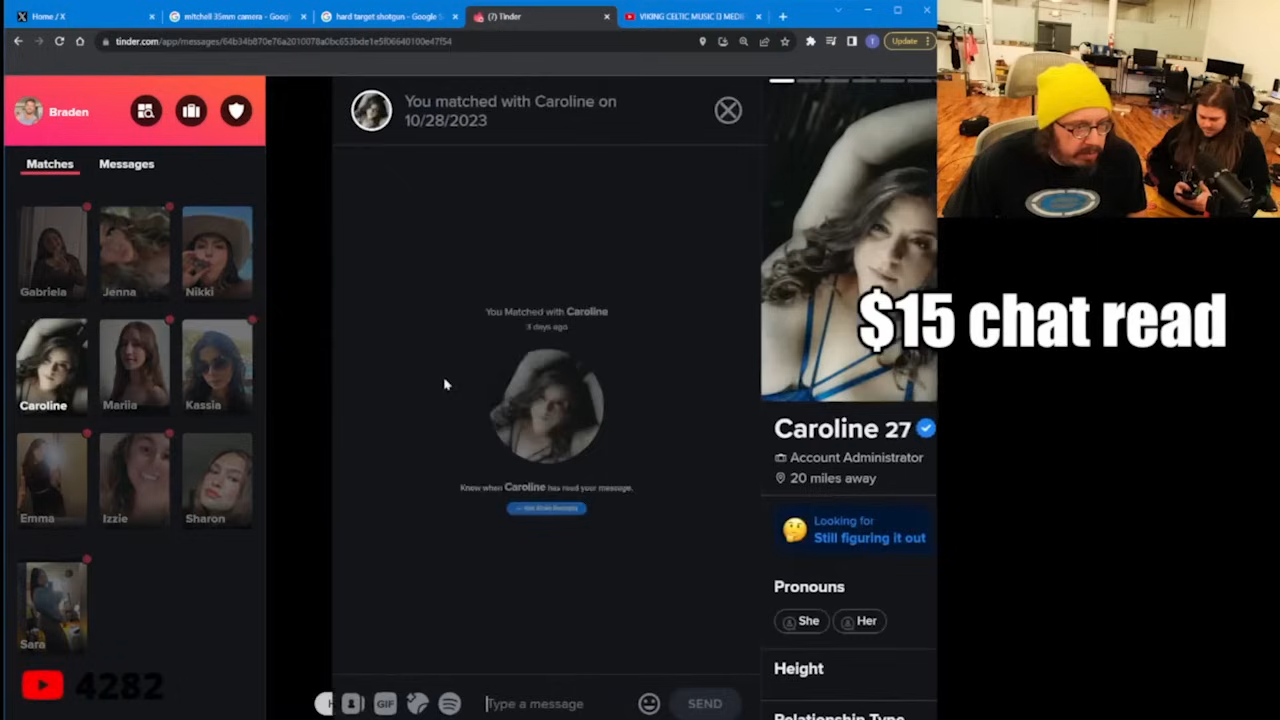 Home / X
mitchell 35mm camera - Goog
hard target shotgun - Google S
(7) Tinder
VIKING CELTIC MUSIC
MEDI
tinder.com/app/messages/64b34b870e76a2010078a0bc653bde1e5f06640100e47f54
T
Update
Braden
Matches
Messages
Gabriela
Jenna
Nikki
Caroline
Mariia
Kassia
Emma
Izzie
Sharon
Sara
4282
You matched with Caroline on
10/28/2023
You Matched with Caroline
3 days ago
Know when Caroline has read your message.
GIF
Type a message
SEND
Caroline 27
Account Administrator
20 miles away
Looking for
Still figuring it out
Pronouns
She
Her
Height
Relationship Type
$15 chat read